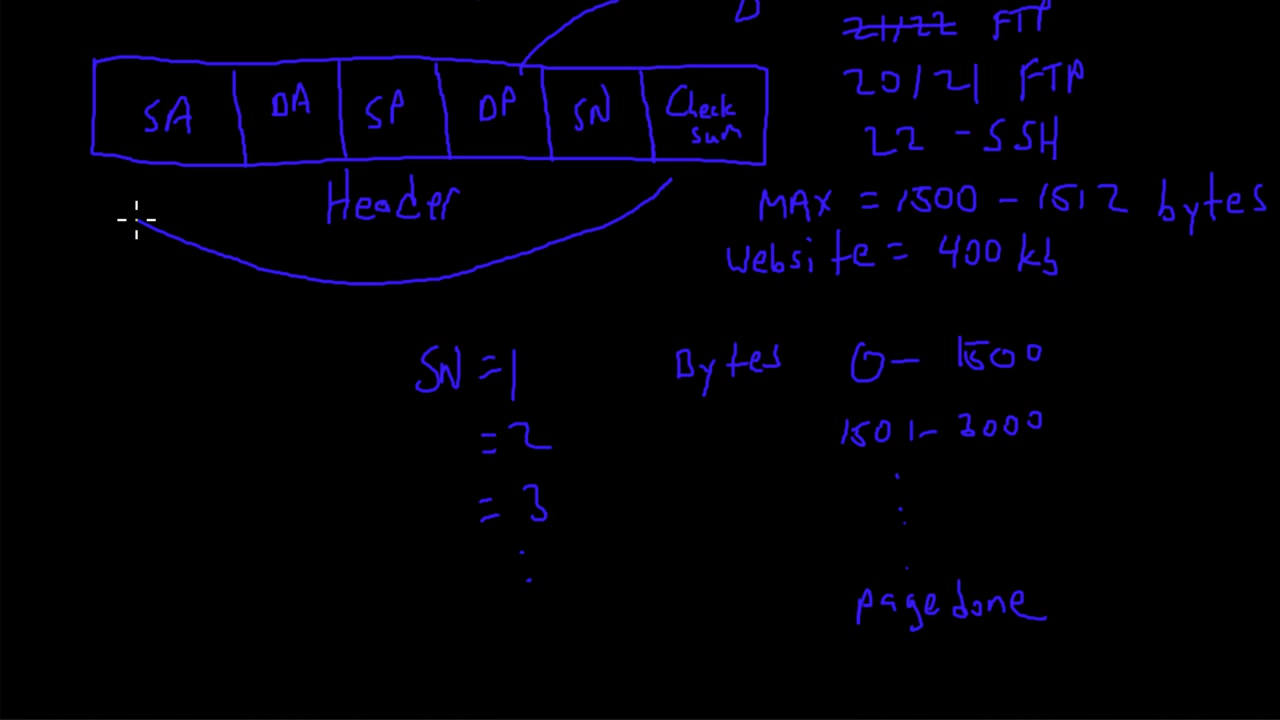 D
21/22 FTP
20/21 FTP
22 - SSH
SA DA SP DP SN Check sum
Header
MAX = 1500 - 1512 bytes
Website = 400 kb
SN = 1 Bytes 0 - 1500
= 2 1501 - 3000
= 3
page done